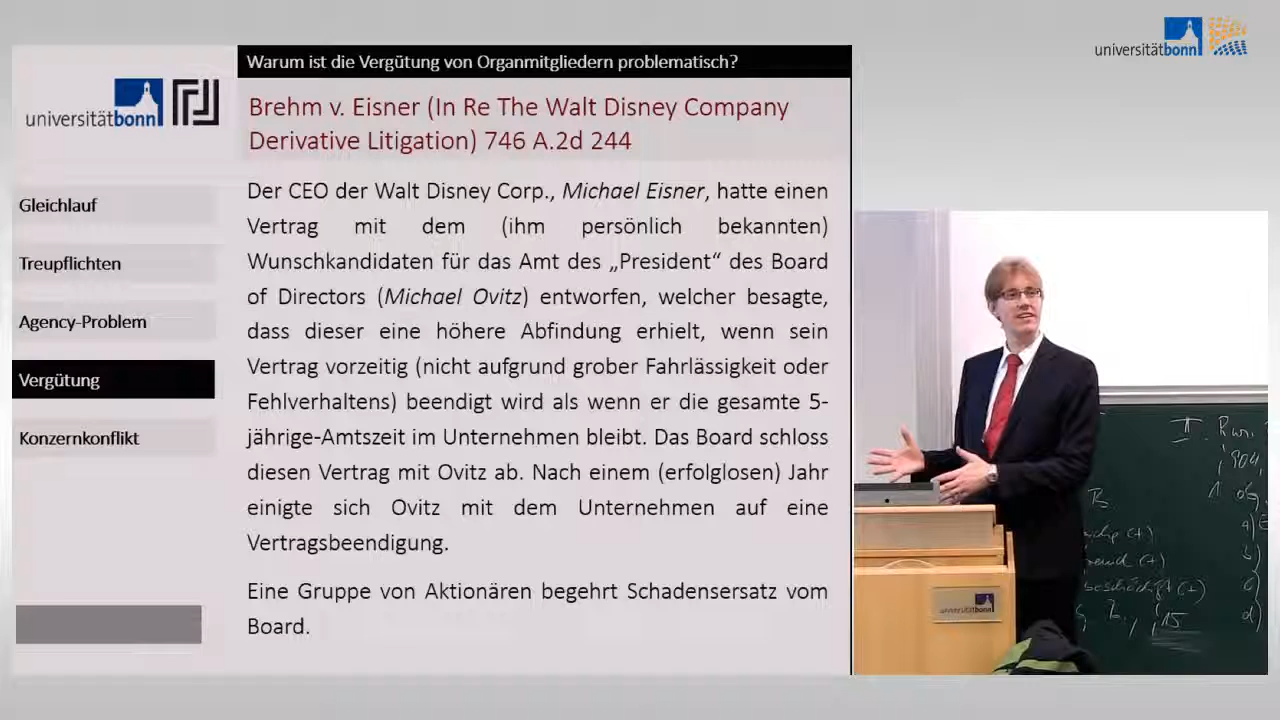 universitätbonn
Warum ist die Vergütung von Organmitgliedern problematisch?
universitätbonn
Brehm v. Eisner (In Re The Walt Disney Company
Derivative Litigation) 746 A.2d 244
Gleichlauf
Treupflichten
Agency-Problem
Vergütung
Konzernkonflikt
Der CEO der Walt Disney Corp., Michael Eisner, hatte einen
Vertrag mit dem (ihm persönlich bekannten)
Wunschkandidaten für das Amt des „President“ des Board
of Directors (Michael Ovitz) entworfen, welcher besagte,
dass dieser eine höhere Abfindung erhielt, wenn sein
Vertrag vorzeitig (nicht aufgrund grober Fahrlässigkeit oder
Fehlverhaltens) beendigt wird als wenn er die gesamte 5-
jährige-Amtszeit im Unternehmen bleibt. Das Board schloss
diesen Vertrag mit Ovitz ab. Nach einem (erfolglosen) Jahr
einigte sich Ovitz mit dem Unternehmen auf eine
Vertragsbeendigung.
Eine Gruppe von Aktionären begehrt Schadensersatz vom
Board.
universitätbonn
II.
904
B
a)
b)
c)
d)
15